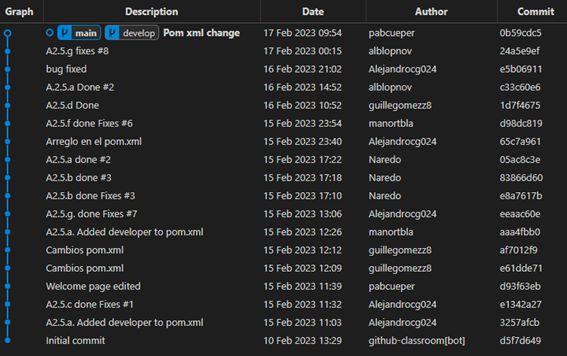 Graph Description Date Author Commit
main develop Pom xml change 17 Feb 2023 09:54 pabcueper 0b59cdc5
A2.5.g fixes #8 17 Feb 2023 00:15 alblopnov 24a5e9ef
bug fixed 16 Feb 2023 21:02 Alejandrocg024 e5b06911
A.2.5.a Done #2 16 Feb 2023 14:52 alblopnov c33c60e6
A2.5.d Done 16 Feb 2023 10:52 guillegomezz8 1d7f4675
A2.5.f done Fixes #6 15 Feb 2023 23:54 manortbla d98dc819
Arreglo en el pom.xml 15 Feb 2023 23:40 Alejandrocg024 65c7a961
A2.5.a done #2 15 Feb 2023 17:22 Naredo 05ac8c3e
A2.5.b done #3 15 Feb 2023 17:18 Naredo 83866d60
A2.5.b done Fixes #3 15 Feb 2023 17:10 Naredo e8a7617b
A2.5.g. done Fixes #7 15 Feb 2023 13:06 Alejandrocg024 eeaac60e
A2.5.a. Added developer to pom.xml 15 Feb 2023 12:26 manortbla aaa4fbb0
Cambios pom.xml 15 Feb 2023 12:12 guillegomezz8 af7012f9
Cambios pom.xml 15 Feb 2023 12:09 guillegomezz8 e61dde71
Welcome page edited 15 Feb 2023 11:39 pabcueper d93f63eb
A2.5.c done Fixes #1 15 Feb 2023 11:32 Alejandrocg024 e1342a27
A2.5.a. Added developer to pom.xml 15 Feb 2023 11:03 Alejandrocg024 3257afcb
Initial commit 10 Feb 2023 13:29 github-classroom[bot] d5f7d649